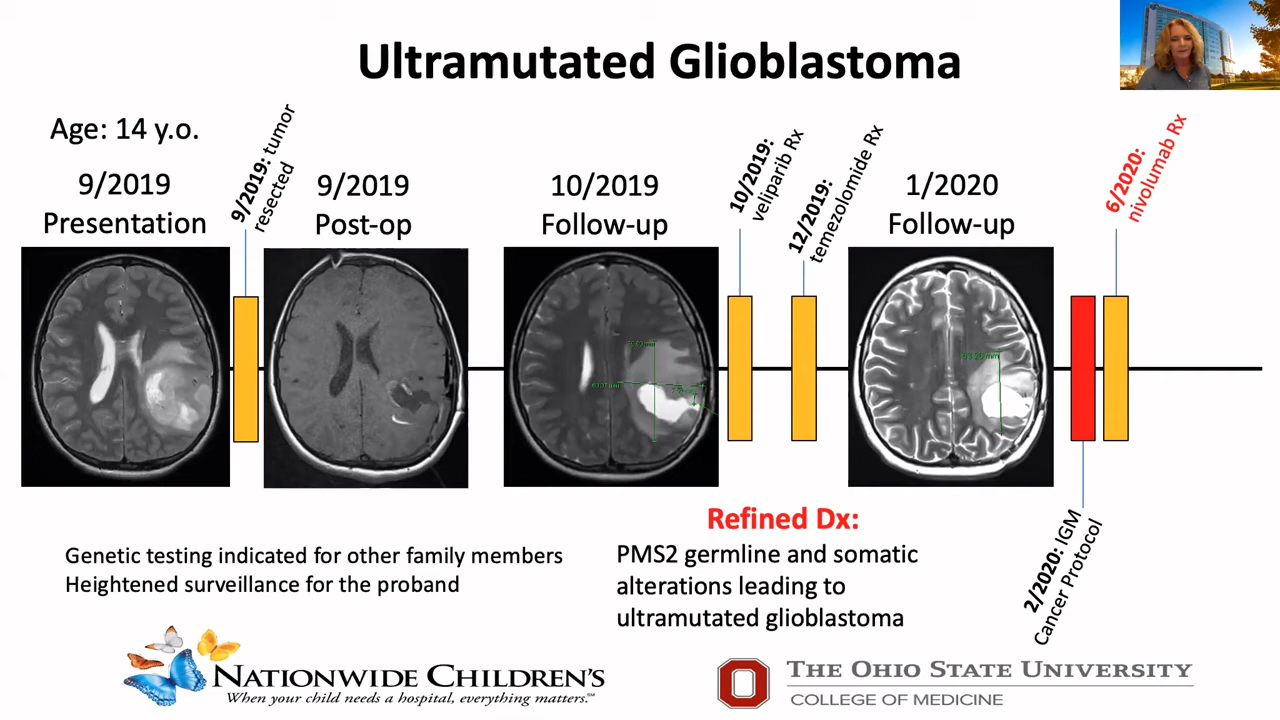 Ultramutated Glioblastoma
Age: 14 y.o.
9/2019
Presentation
9/2019: tumor
resected
9/2019
Post-op
10/2019
Follow-up
10/2019:
veliparib Rx
12/2019:
temezolomide Rx
1/2020
Follow-up
6/2020:
nivolumab Rx
63.26 mm
2/2020: IGM
Cancer Protocol
Refined Dx:
PMS2 germline and somatic
alterations leading to
ultramutated glioblastoma
Genetic testing indicated for other family members
Heightened surveillance for the proband
NATIONWIDE CHILDREN'S
When your child needs a hospital, everything matters.℠
THE OHIO STATE UNIVERSITY
COLLEGE OF MEDICINE